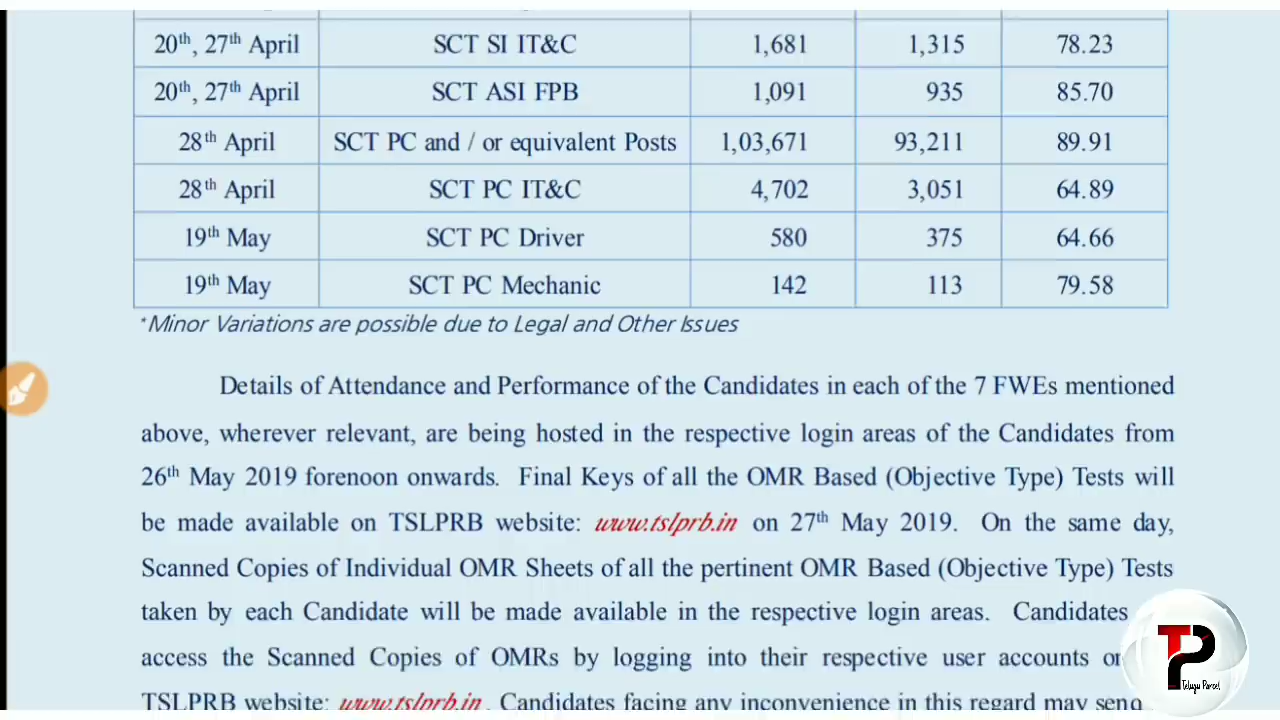 20th, 27th April SCT SI IT&C 1,681 1,315 78.23
20th, 27th April SCT ASI FPB 1,091 935 85.70
28th April SCT PC and / or equivalent Posts 1,03,671 93,211 89.91
28th April SCT PC IT&C 4,702 3,051 64.89
19th May SCT PC Driver 580 375 64.66
19th May SCT PC Mechanic 142 113 79.58
*Minor Variations are possible due to Legal and Other Issues
Details of Attendance and Performance of the Candidates in each of the 7 FWEs mentioned
above, wherever relevant, are being hosted in the respective login areas of the Candidates from
26th May 2019 forenoon onwards. Final Keys of all the OMR Based (Objective Type) Tests will
be made available on TSLPRB website: www.tslprb.in on 27th May 2019. On the same day,
Scanned Copies of Individual OMR Sheets of all the pertinent OMR Based (Objective Type) Tests
taken by each Candidate will be made available in the respective login areas. Candidates
access the Scanned Copies of OMRs by logging into their respective user accounts
TSLPRB website: www.tslprb.in. Candidates facing any inconvenience in this regard may send
TP
Telugu Parcel